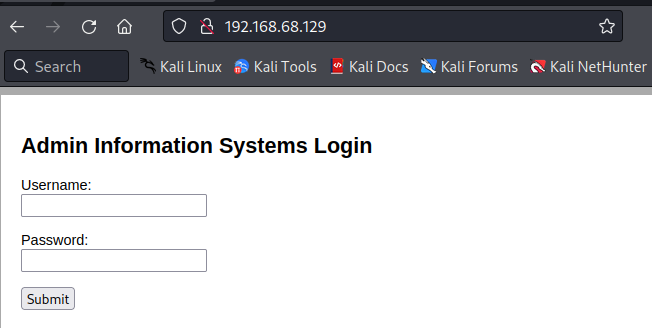 192.168.68.129
Search Kali Linux Kali Tools Kali Docs Kali Forums Kali NetHunter
Admin Information Systems Login
Username:
Password:
Submit